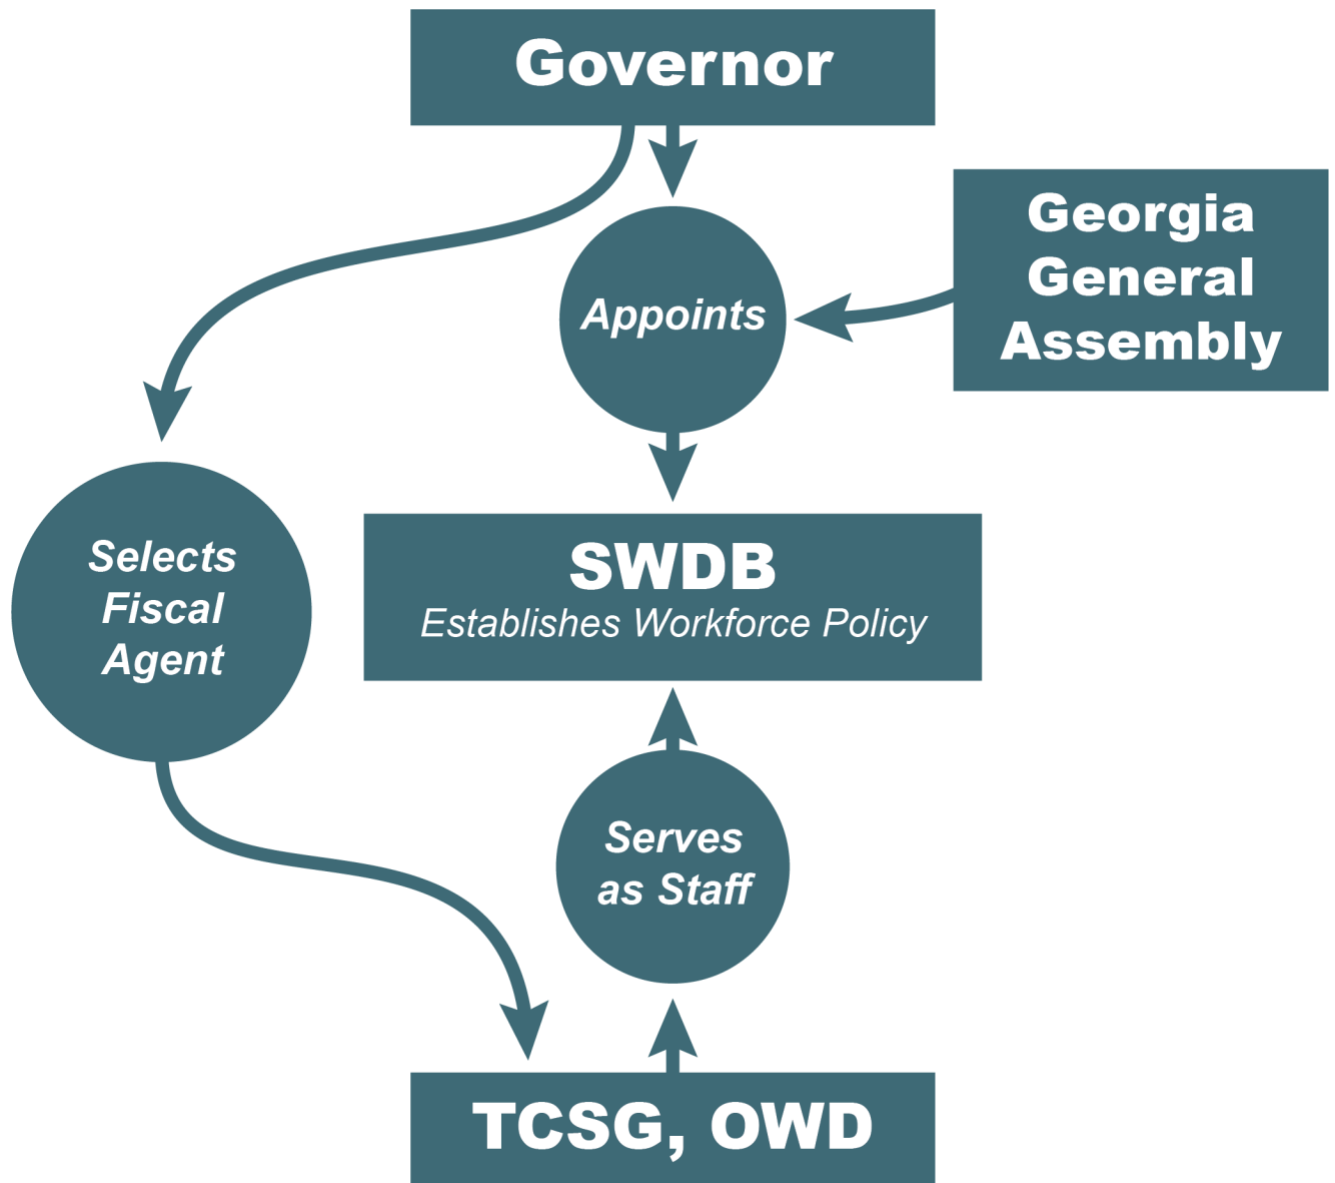 Governor
Georgia
General
Assembly
Appoints
Selects
Fiscal
Agent
SWDB
Establishes Workforce Policy
Serves
as Staff
TCSG, OWD